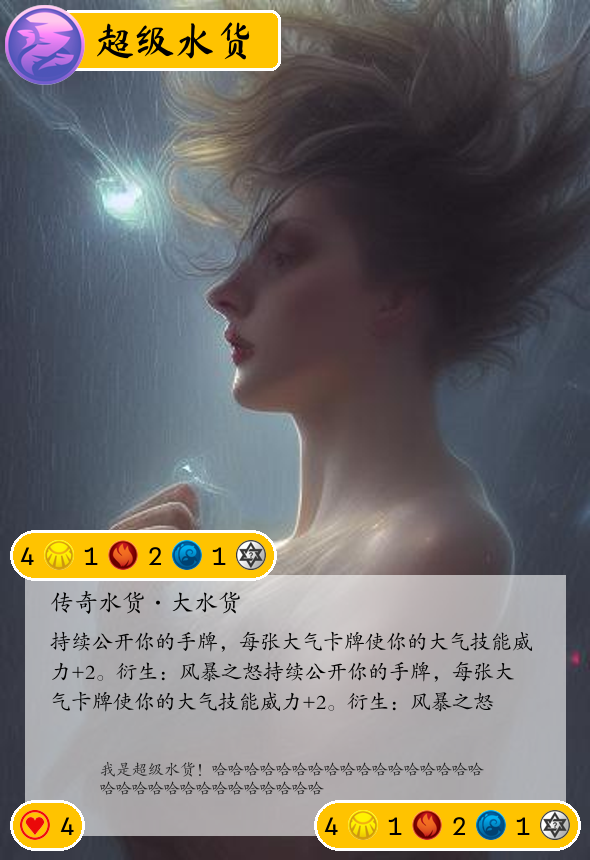 超级水货
4 1 2 1
传奇水货·大水货
持续公开你的手牌，每张大气卡牌使你的大气技能威
力+2。衍生：风暴之怒持续公开你的手牌，每张大
气卡牌使你的大气技能威力+2。衍生：风暴之怒
我是超级水货！哈哈哈哈哈哈哈哈哈哈哈哈哈哈哈哈哈
哈哈哈哈哈哈哈哈哈哈哈哈哈哈
4
4 1 2 1